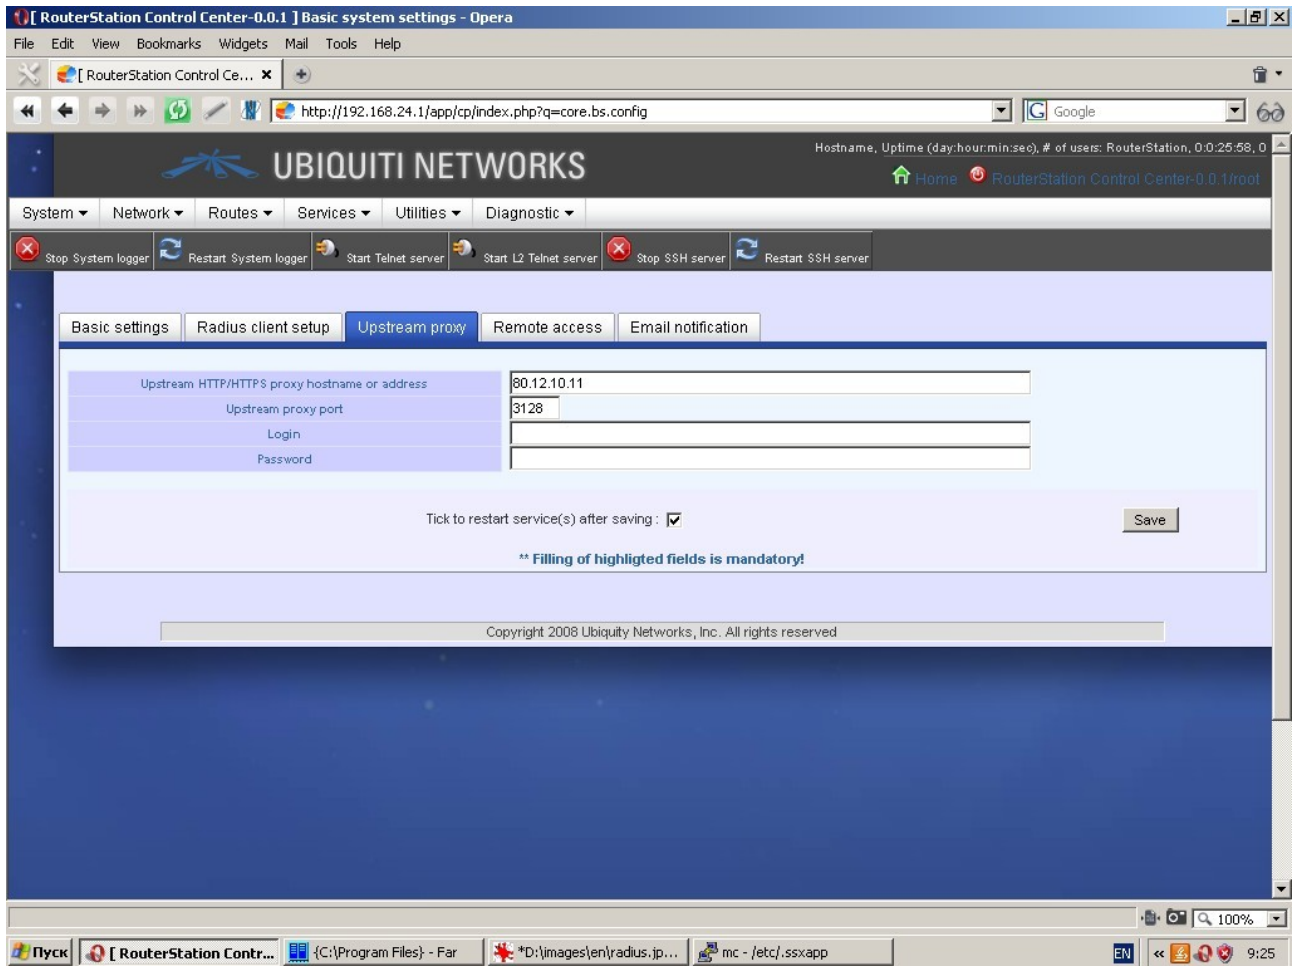 [ RouterStation Control Center-0.0.1 ] Basic system settings - Opera
File Edit View Bookmarks Widgets Mail Tools Help
[ RouterStation Control Ce...
http://192.168.24.1/app/cp/index.php?q=core.bs.config Google
Hostname, Uptime (day:hour:min:sec), # of users: RouterStation, 0:0:25:58, 0
UBIQUITI NETWORKS
Home RouterStation Control Center-0.0.1/root
System Network Routes Services Utilities Diagnostic
Stop System logger Restart System logger Start Telnet server Start L2 Telnet server Stop SSH server Restart SSH server
Basic settings Radius client setup Upstream proxy Remote access Email notification
Upstream HTTP/HTTPS proxy hostname or address 80.12.10.11
Upstream proxy port 3128
Login
Password
Tick to restart service(s) after saving : Save
** Filling of highligted fields is mandatory!
Copyright 2008 Ubiquity Networks, Inc. All rights reserved
100%
Пуск [ RouterStation Contr... {C:\Program Files} - Far *D:\images\en\radius.jp... mc - /etc/.ssxapp EN « 9:25